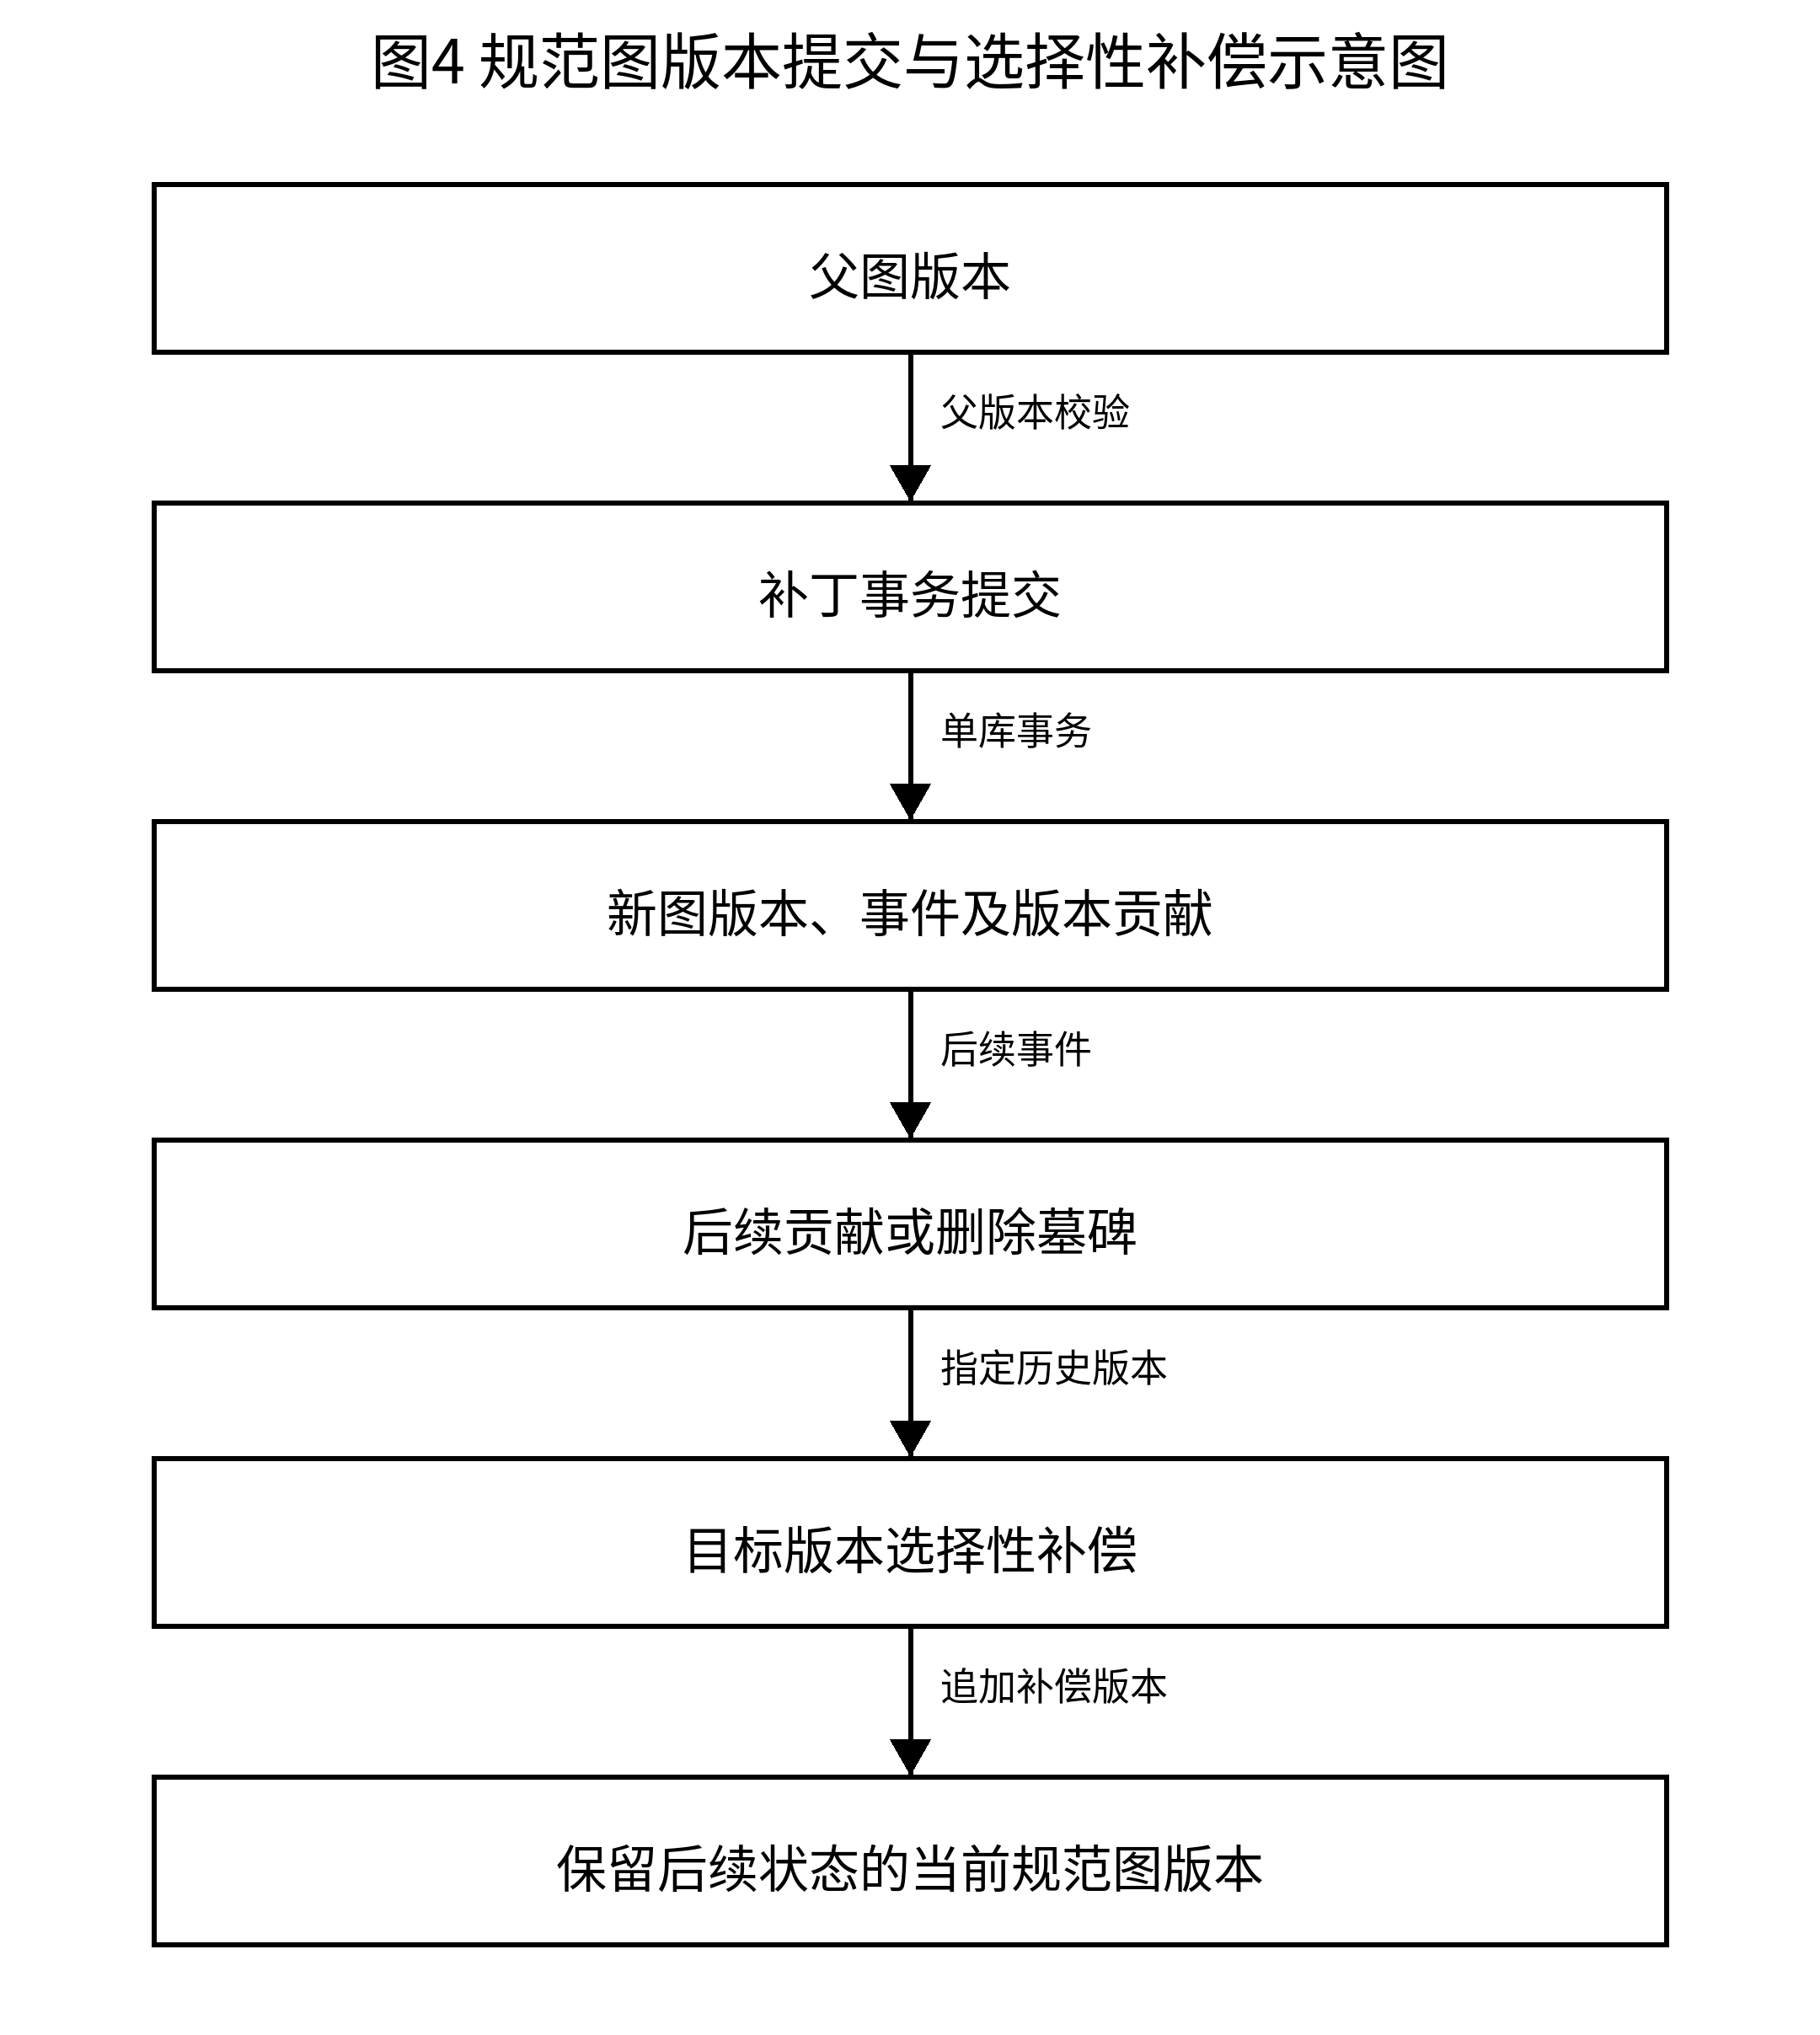 图4 规范图版本提交与选择性补偿示意图
父图版本
父版本校验
补丁事务提交
单库事务
新图版本、事件及版本贡献
后续事件
后续贡献或删除墓碑
指定历史版本
目标版本选择性补偿
追加补偿版本
保留后续状态的当前规范图版本